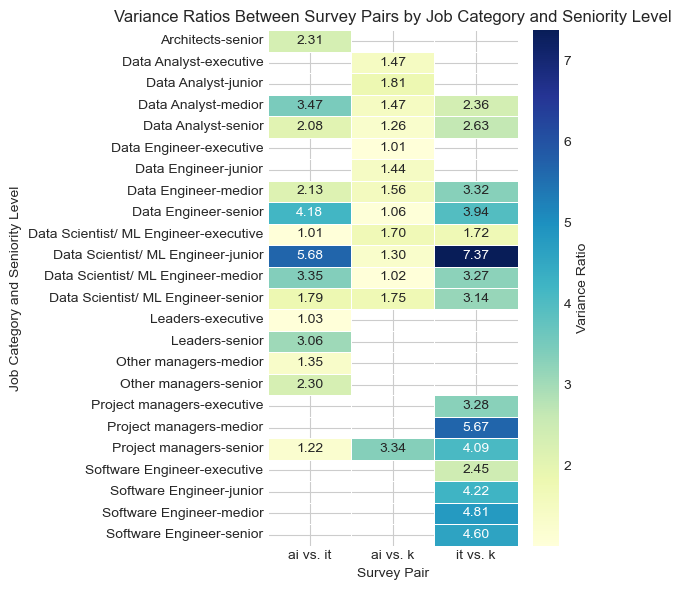 Variance Ratios Between Survey Pairs by Job Category and Seniority Level
Job Category and Seniority Level
Architects-senior 2.31
Data Analyst-executive 1.47
Data Analyst-junior 1.81
Data Analyst-medior 3.47 1.47 2.36
Data Analyst-senior 2.08 1.26 2.63
Data Engineer-executive 1.01
Data Engineer-junior 1.44
Data Engineer-medior 2.13 1.56 3.32
Data Engineer-senior 4.18 1.06 3.94
Data Scientist/ ML Engineer-executive 1.01 1.70 1.72
Data Scientist/ ML Engineer-junior 5.68 1.30 7.37
Data Scientist/ ML Engineer-medior 3.35 1.02 3.27
Data Scientist/ ML Engineer-senior 1.79 1.75 3.14
Leaders-executive 1.03
Leaders-senior 3.06
Other managers-medior 1.35
Other managers-senior 2.30
Project managers-executive 3.28
Project managers-medior 5.67
Project managers-senior 1.22 3.34 4.09
Software Engineer-executive 2.45
Software Engineer-junior 4.22
Software Engineer-medior 4.81
Software Engineer-senior 4.60
ai vs. it ai vs. k it vs. k
Survey Pair
7
6
5
4
3
2
Variance Ratio